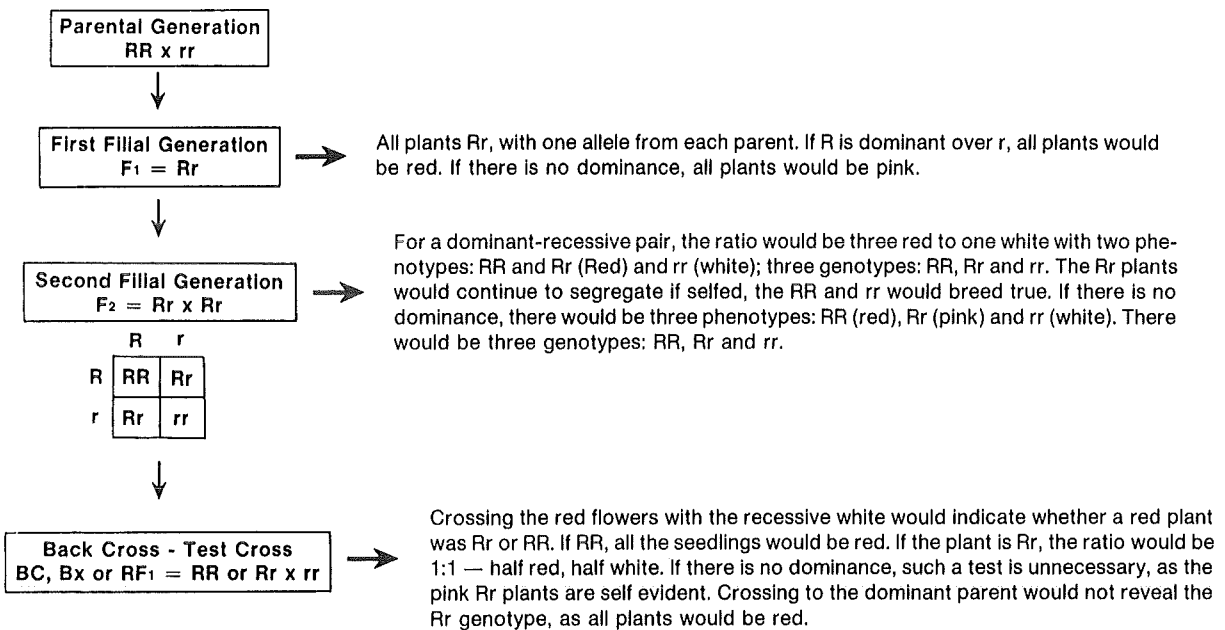 Parental Generation
RR x rr
First Filial Generation
F1 = Rr
All plants Rr, with one allele from each parent. If R is dominant over r, all plants would
be red. If there is no dominance, all plants would be pink.
Second Filial Generation
F2 = Rr x Rr
For a dominant-recessive pair, the ratio would be three red to one white with two phe-
notypes: RR and Rr (Red) and rr (white); three genotypes: RR, Rr and rr. The Rr plants
would continue to segregate if selfed, the RR and rr would breed true. If there is no
dominance, there would be three phenotypes: RR (red), Rr (pink) and rr (white). There
would be three genotypes: RR, Rr and rr.
R r
R RR Rr
r Rr rr
Back Cross - Test Cross
BC, Bx or RF1 = RR or Rr x rr
Crossing the red flowers with the recessive white would indicate whether a red plant
was Rr or RR. If RR, all the seedlings would be red. If the plant is Rr, the ratio would be
1:1 — half red, half white. If there is no dominance, such a test is unnecessary, as the
pink Rr plants are self evident. Crossing to the dominant parent would not reveal the
Rr genotype, as all plants would be red.